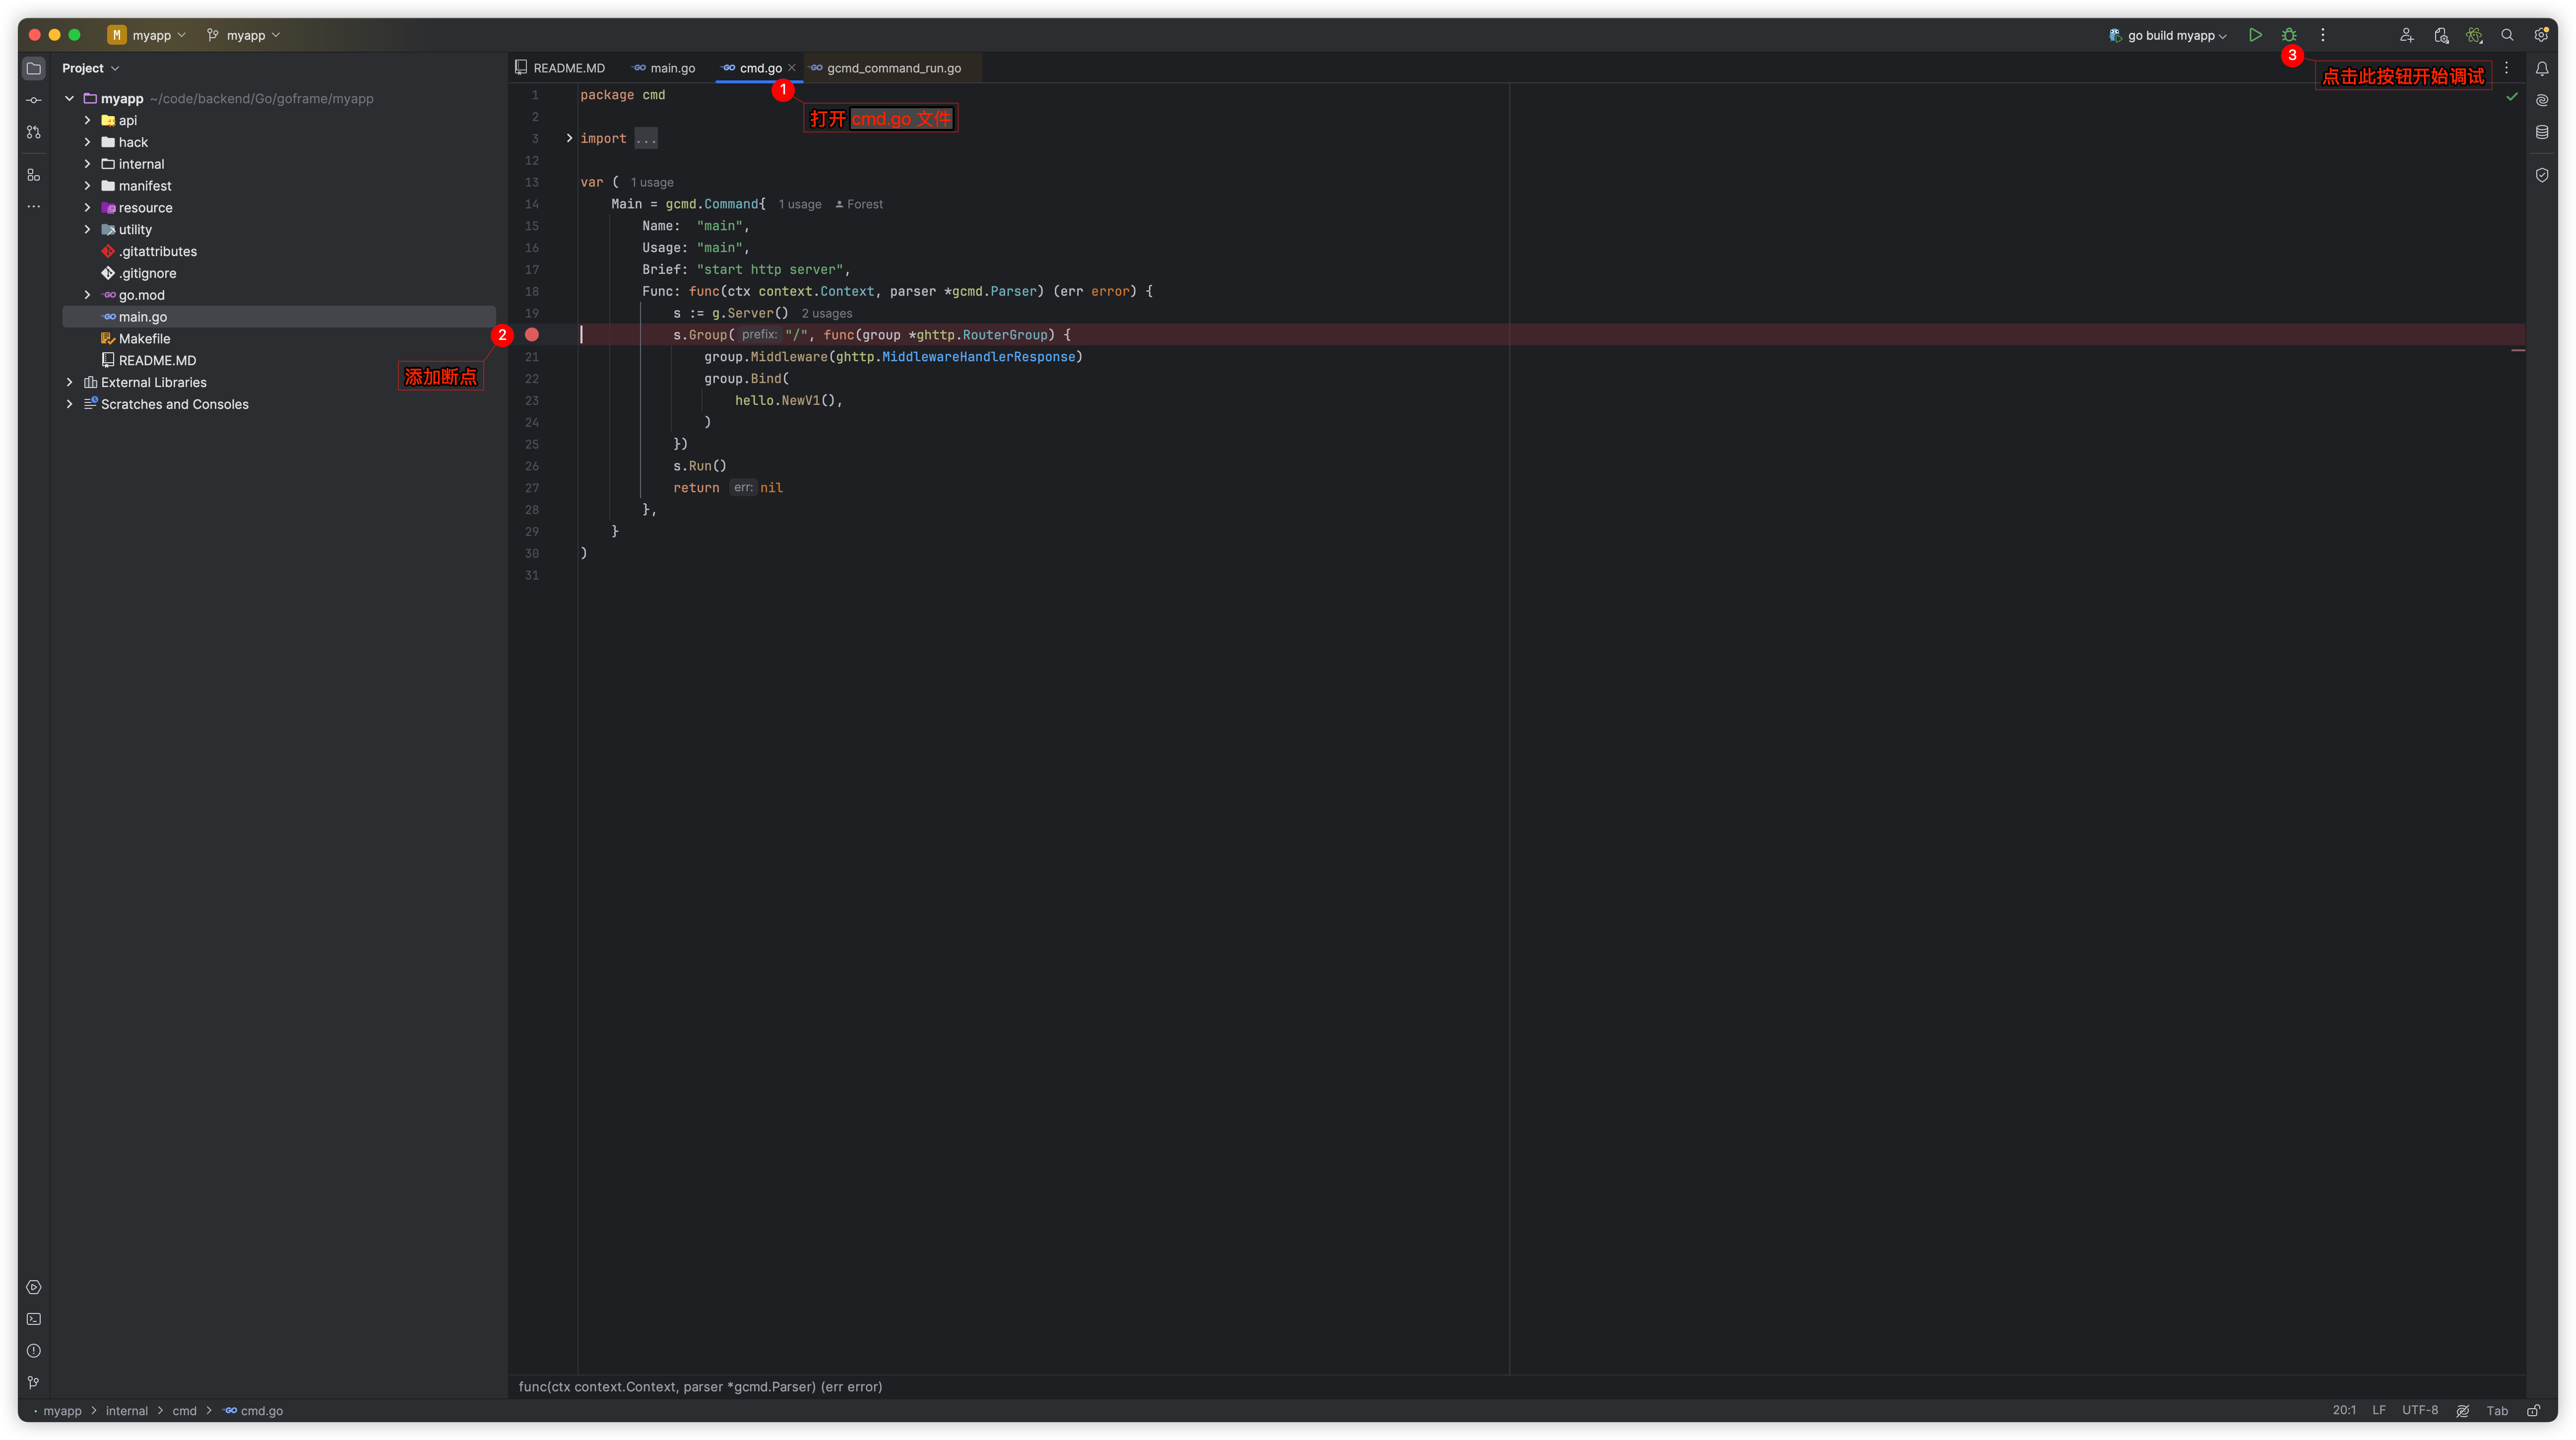 M myapp myapp
go build myapp
3
点击此按钮开始调试
Project
myapp ~/code/backend/Go/goframe/myapp
api
hack
internal
manifest
resource
utility
.gitattributes
.gitignore
go.mod
main.go
Makefile
README.MD
External Libraries
Scratches and Consoles
2
添加断点
README.MD main.go cmd.go gcmd_command_run.go
1
打开 cmd.go 文件
1 package cmd
2
3 import ...
12
13 var ( 1 usage
14 Main = gcmd.Command{ 1 usage Forest
15 Name: "main",
16 Usage: "main",
17 Brief: "start http server",
18 Func: func(ctx context.Context, parser *gcmd.Parser) (err error) {
19 s := g.Server() 2 usages
s.Group( prefix: "/", func(group *ghttp.RouterGroup) {
21 group.Middleware(ghttp.MiddlewareHandlerResponse)
22 group.Bind(
23 hello.NewV1(),
24 )
25 })
26 s.Run()
27 return err: nil
28 },
29 }
30 )
31
func(ctx context.Context, parser *gcmd.Parser) (err error)
myapp > internal > cmd > cmd.go
20:1 LF UTF-8 Tab